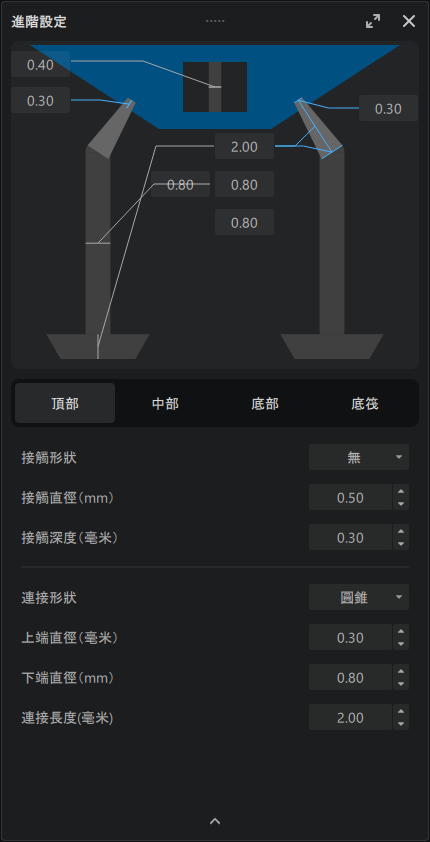 進階設定
0.40
0.30
0.30
2.00
0.80 0.80
0.80
頂部 中部 底部 底筏
接觸形狀 無
接觸直徑(mm) 0.50
接觸深度(毫米) 0.30
連接形狀 圓錐
上端直徑(毫米) 0.30
下端直徑(mm) 0.80
連接長度(毫米) 2.00